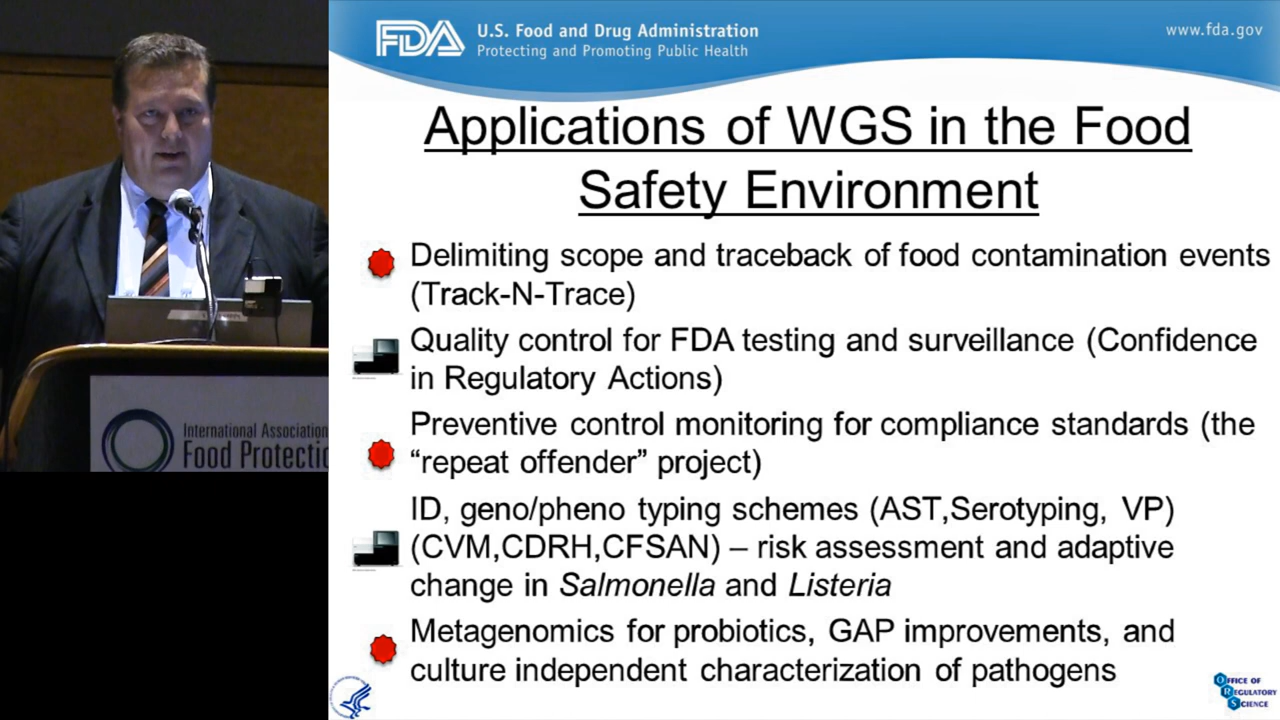 FDA
U.S. Food and Drug Administration
Protecting and Promoting Public Health
www.fda.gov
Applications of WGS in the Food
Safety Environment
Delimiting scope and traceback of food contamination events
(Track-N-Trace)
Quality control for FDA testing and surveillance (Confidence
in Regulatory Actions)
Preventive control monitoring for compliance standards (the
“repeat offender” project)
ID, geno/pheno typing schemes (AST,Serotyping, VP)
(CVM,CDRH,CFSAN) – risk assessment and adaptive
change in Salmonella and Listeria
Metagenomics for probiotics, GAP improvements, and
culture independent characterization of pathogens
International Association
Food Protectio
OFFICE OF
REGULATORY
SCIENCE